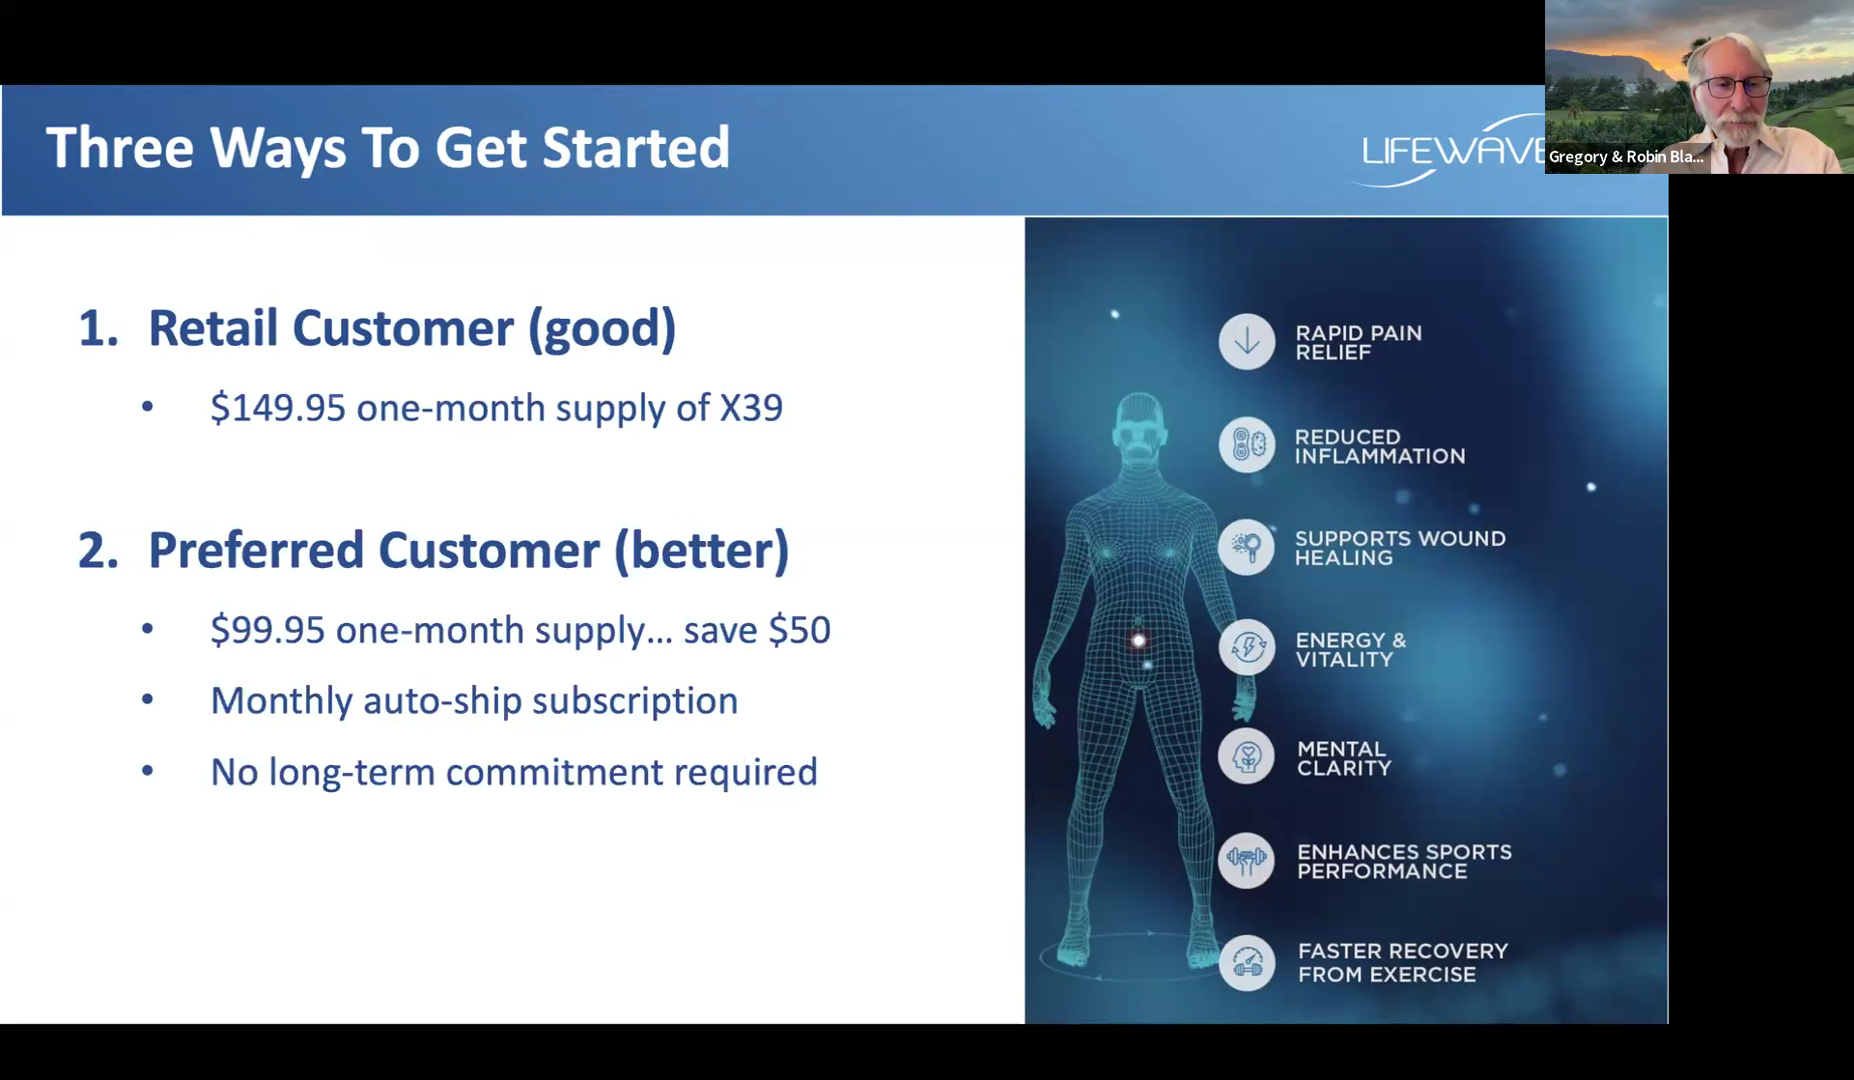 Three Ways To Get Started
LIFEWAVE
Gregory & Robin Bla...
1. Retail Customer (good)
• $149.95 one-month supply of X39
2. Preferred Customer (better)
• $99.95 one-month supply... save $50
• Monthly auto-ship subscription
• No long-term commitment required
RAPID PAIN
RELIEF
REDUCED
INFLAMMATION
SUPPORTS WOUND
HEALING
ENERGY &
VITALITY
MENTAL
CLARITY
ENHANCES SPORTS
PERFORMANCE
FASTER RECOVERY
FROM EXERCISE